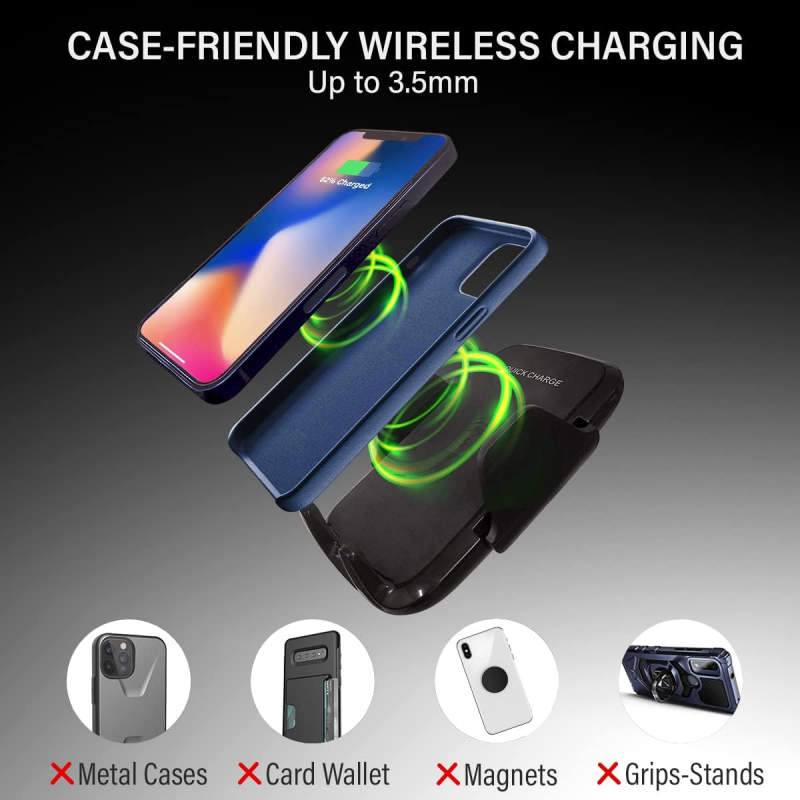 CASE-FRIENDLY WIRELESS CHARGING
Up to 3.5mm
62% Charged
QUICK CHARGE
Metal Cases
Card Wallet
Magnets
Grips-Stands